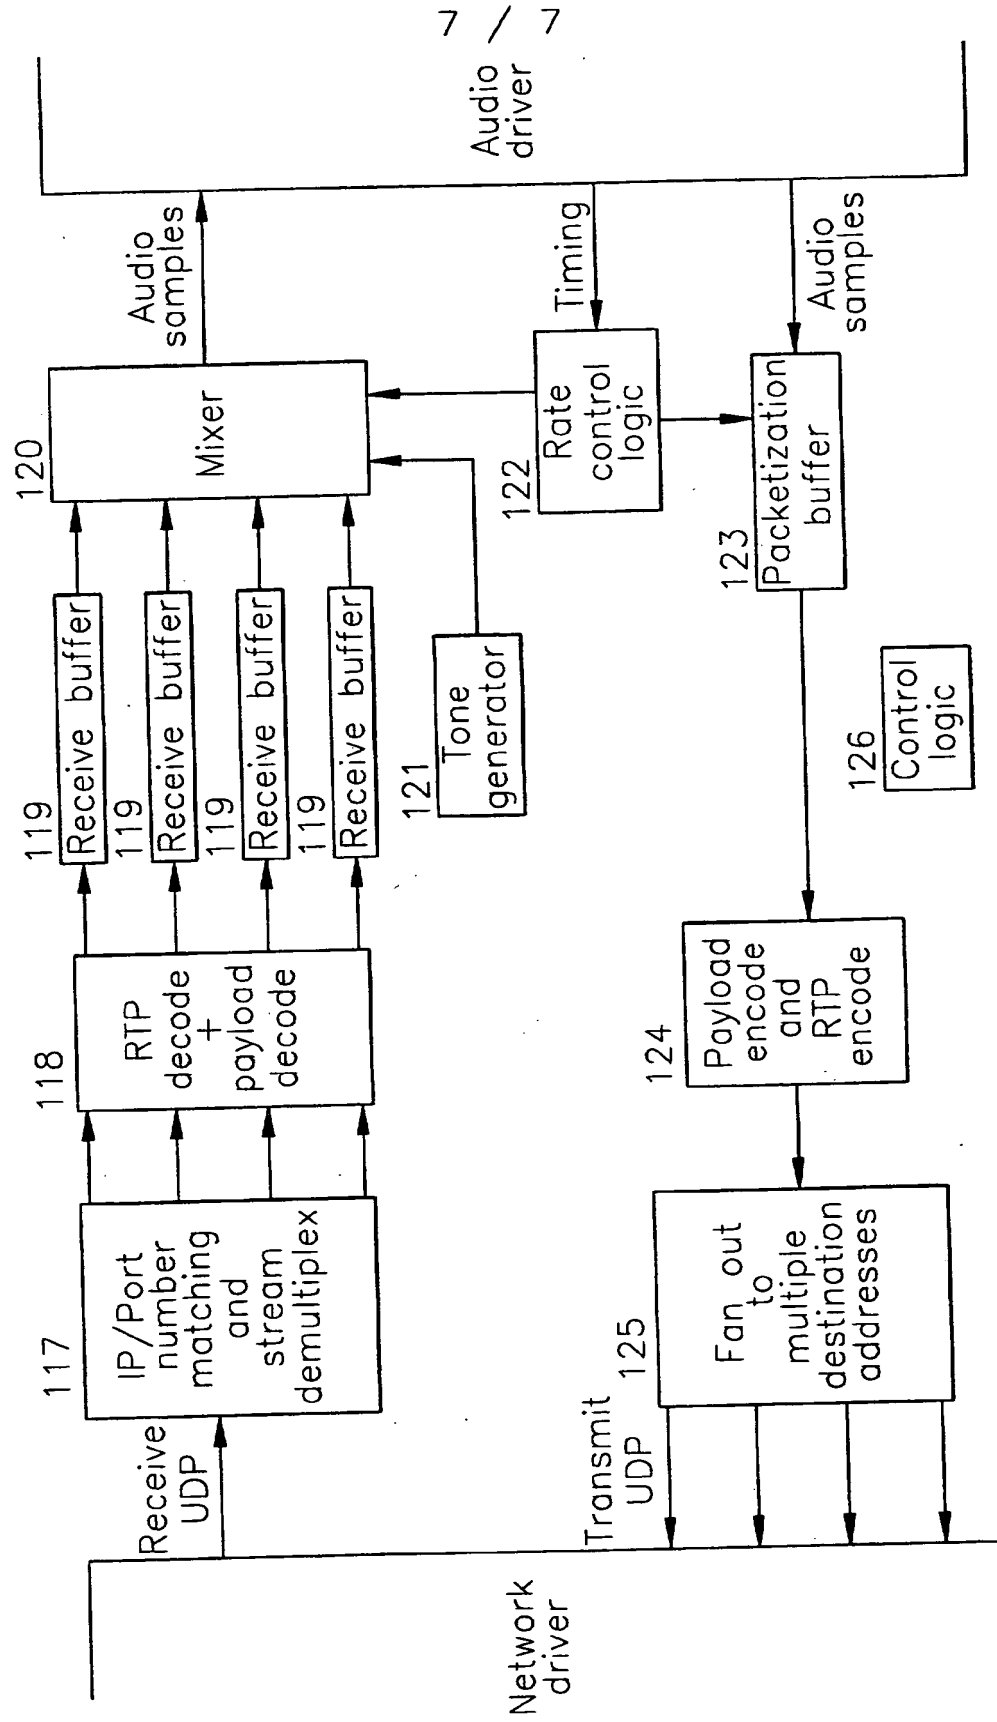 7 / 7
Network
driver
Receive
UDP
117
IP/Port
number
matching
and
stream
demultiplex
118
RTP
decode
+
payload
decode
119
Receive buffer
119
Receive buffer
119
Receive buffer
119
Receive buffer
120
Mixer
Audio
samples
Audio
driver
121
Tone
generator
122
Rate
control
logic
Timing
123
Packetization
buffer
Audio
samples
124
Payload
encode
and
RTP
encode
125
Fan out
to
multiple
destination
addresses
Transmit
UDP
126
Control
logic